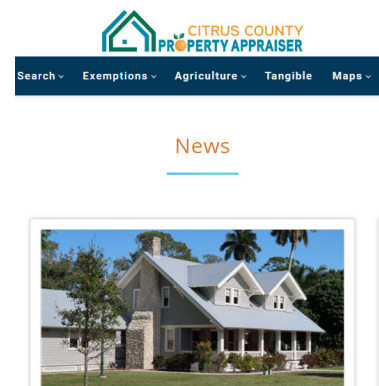 CITRUS COUNTY
PROPERTY APPRAISER
Search Exemptions Agriculture Tangible Maps
News